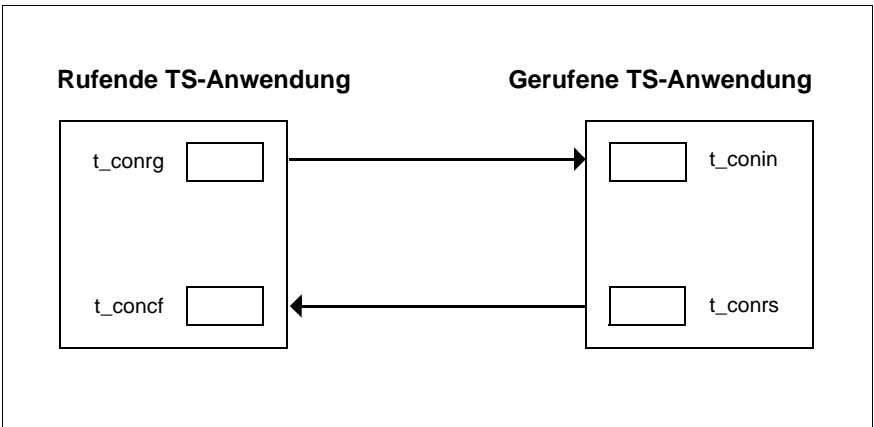 Rufende TS-Anwendung
Gerufene TS-Anwendung
t_conrg
t_conin
t_concf
t_conrs